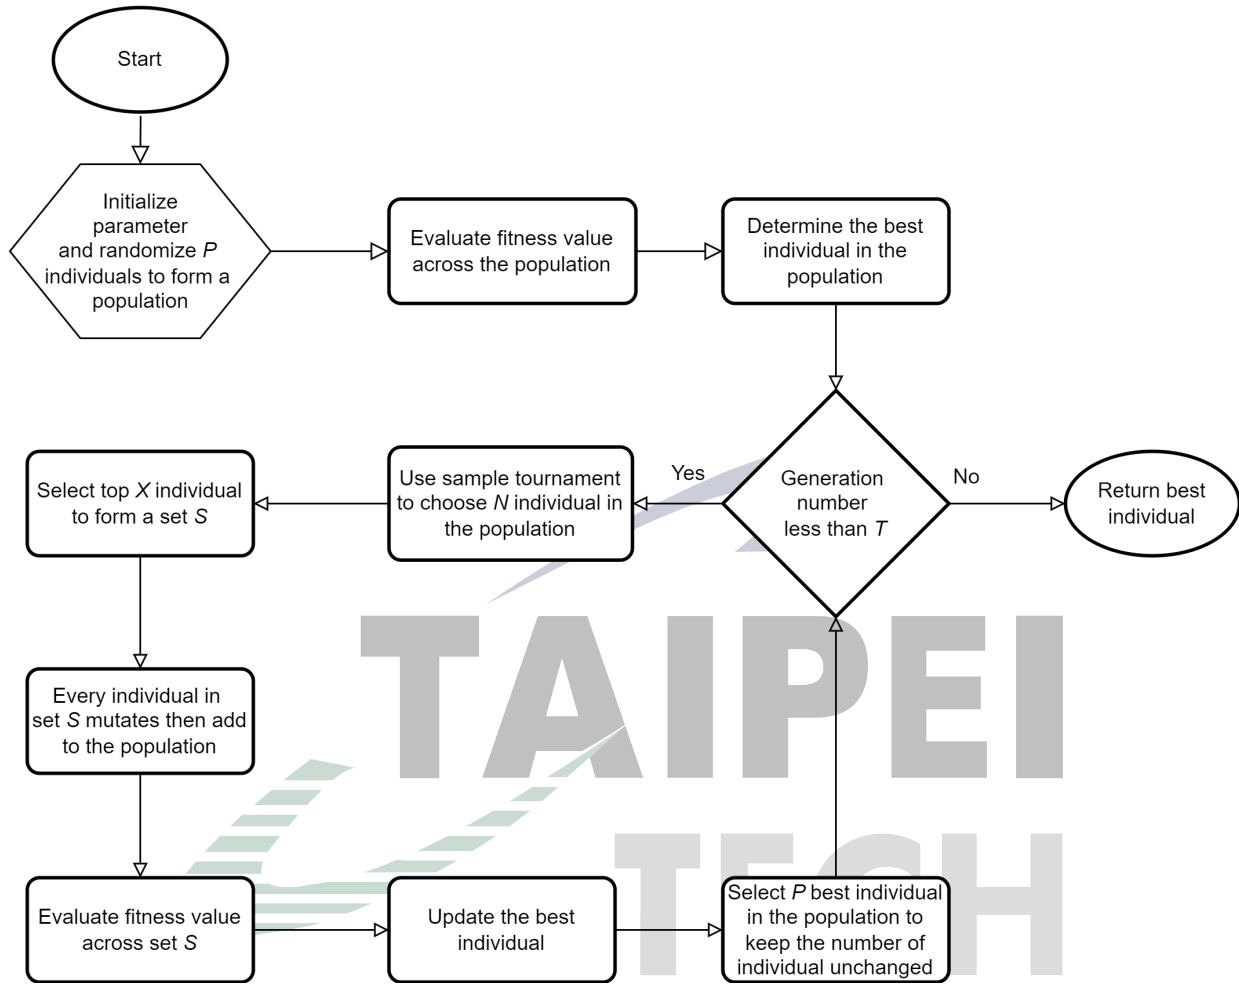 Start
Initialize
parameter
and randomize P
individuals to form a
population
Evaluate fitness value
across the population
Determine the best
individual in the
population
Generation
number
less than T
Yes
No
Return best
individual
Use sample tournament
to choose N individual in
the population
Select top X individual
to form a set S
Every individual in
set S mutates then add
to the population
Evaluate fitness value
across set S
Update the best
individual
Select P best individual
in the population to
keep the number of
individual unchanged
TAIPEI
TECH